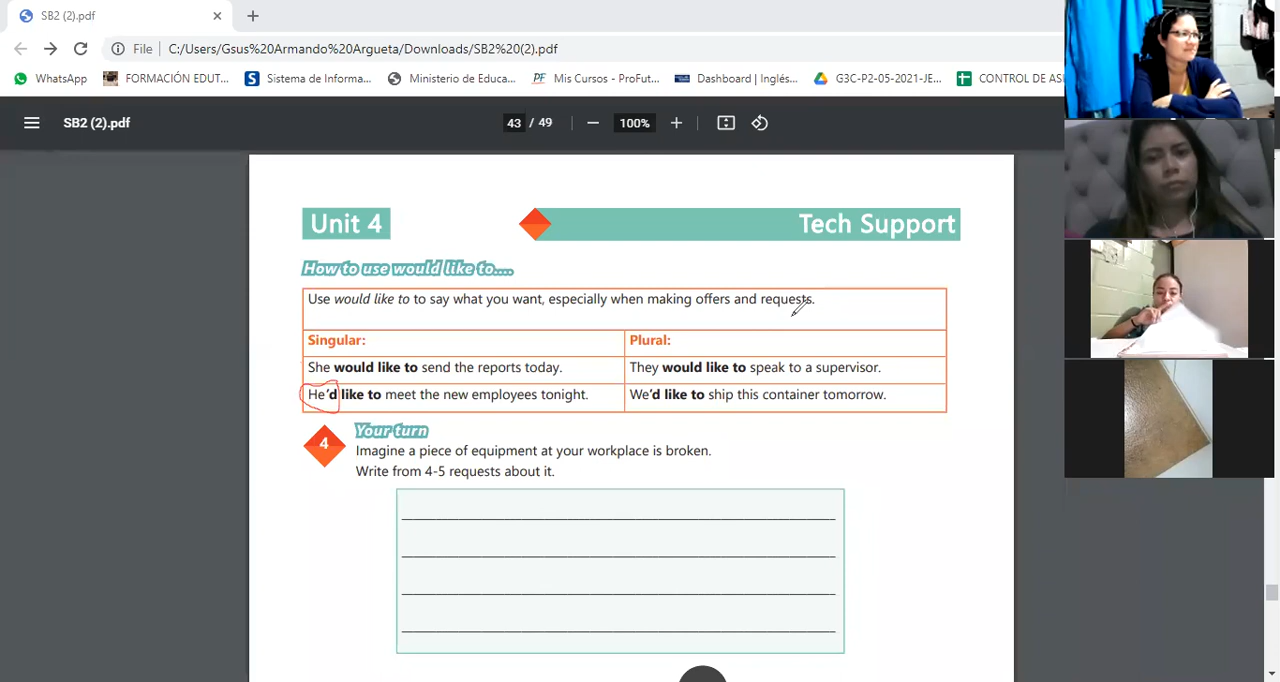 SB2 (2).pdf
File
C:/Users/Gsus%20Armando%20Argueta/Downloads/SB2%20(2).pdf
WhatsApp
FORMACIÓN EDUT...
Sistema de Informa...
Ministerio de Educa...
Mis Cursos - ProFut...
Dashboard | Inglés...
G3C-P2-05-2021-JE...
CONTROL DE AS
SB2 (2).pdf
43 / 49
100%
Unit 4
Tech Support
How to use would like to....
Use would like to to say what you want, especially when making offers and requests.
Singular:
Plural:
She would like to send the reports today.
They would like to speak to a supervisor.
He'd like to meet the new employees tonight.
We'd like to ship this container tomorrow.
4
Your turn
Imagine a piece of equipment at your workplace is broken.
Write from 4-5 requests about it.